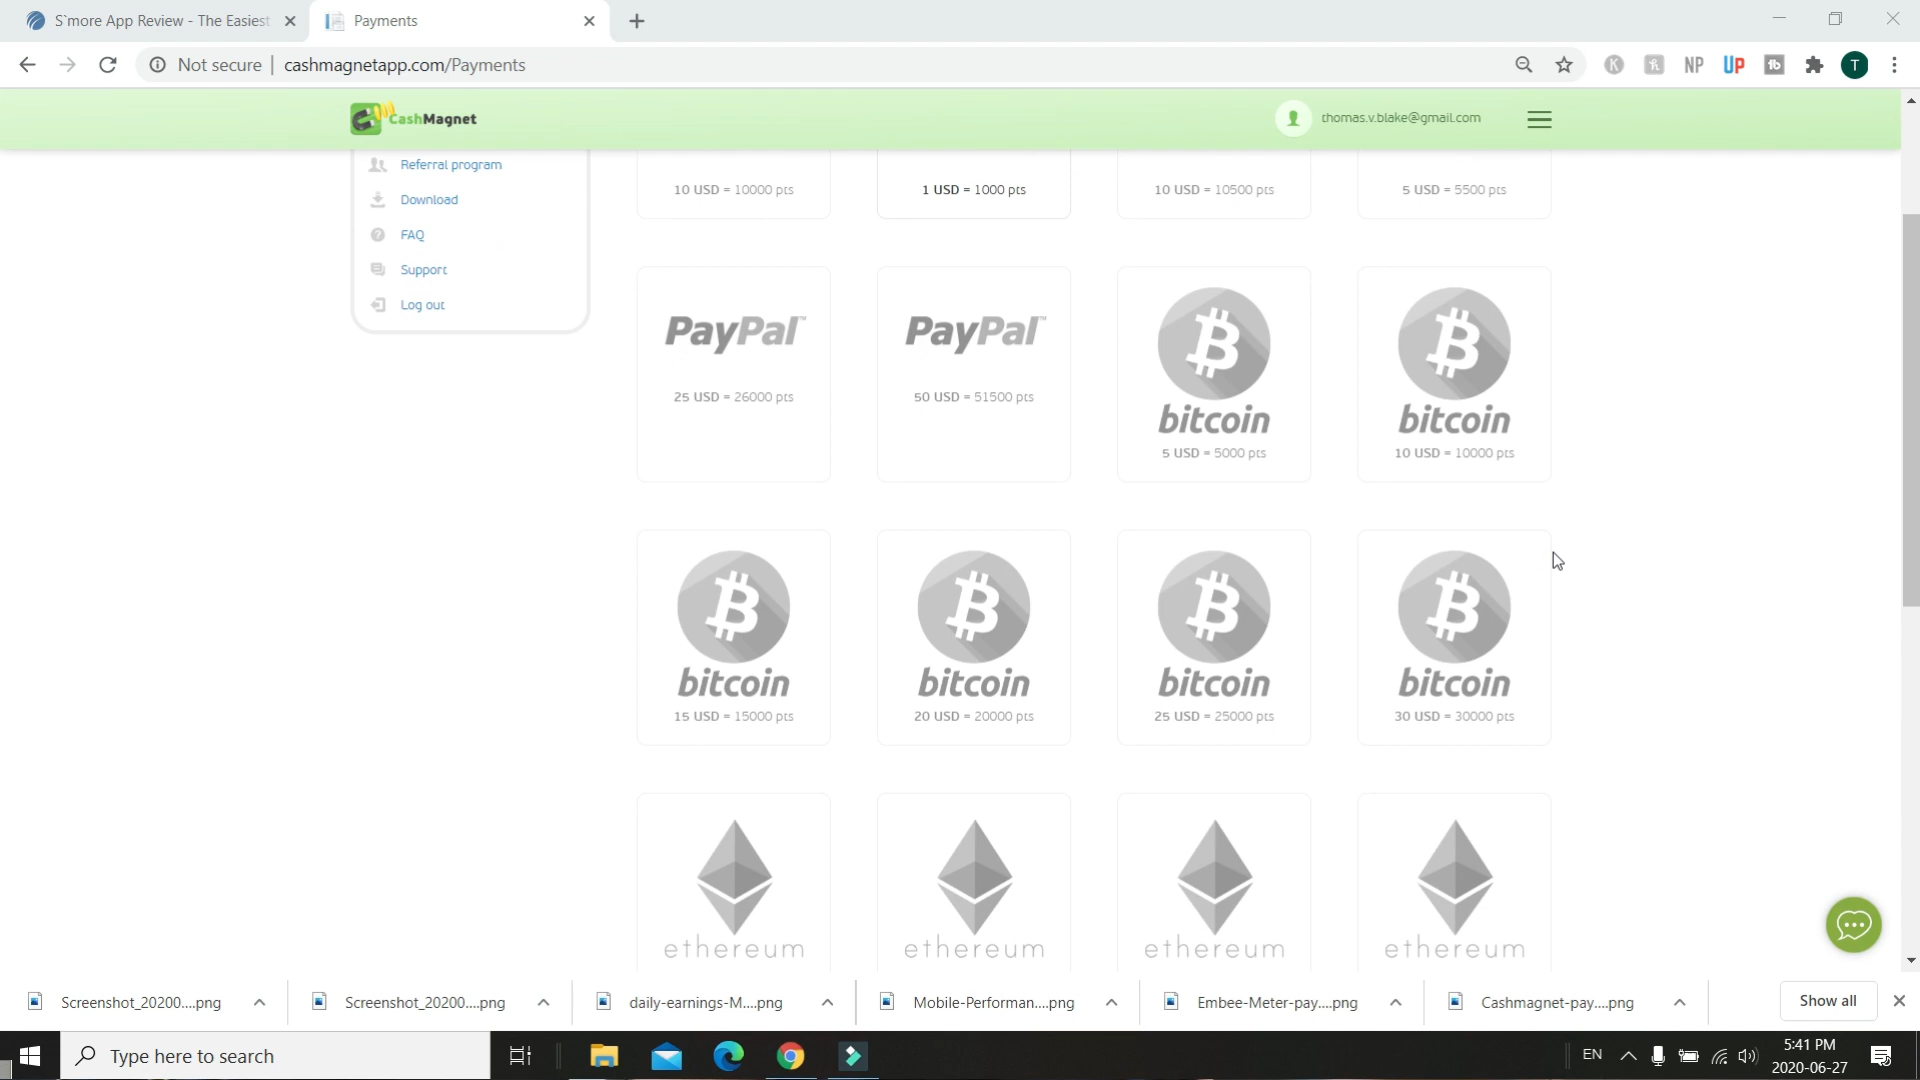 S`more App Review - The Easiest
Payments
Not secure | cashmagnetapp.com/Payments
NP
UP
T
CashMagnet
thomas.v.blake@gmail.com
Referral program
Download
FAQ
Support
Log out
10 USD = 10000 pts
1 USD = 1000 pts
10 USD = 10500 pts
5 USD = 5500 pts
PayPal™
25 USD = 26000 pts
PayPal™
50 USD = 51500 pts
bitcoin
5 USD = 5000 pts
bitcoin
10 USD = 10000 pts
bitcoin
15 USD = 15000 pts
bitcoin
20 USD = 20000 pts
bitcoin
25 USD = 25000 pts
bitcoin
30 USD = 30000 pts
ethereum
ethereum
ethereum
ethereum
Screenshot_20200....png
Screenshot_20200....png
daily-earnings-M....png
Mobile-Performan....png
Embee-Meter-pay....png
Cashmagnet-pay....png
Show all
Type here to search
EN
5:41 PM
2020-06-27